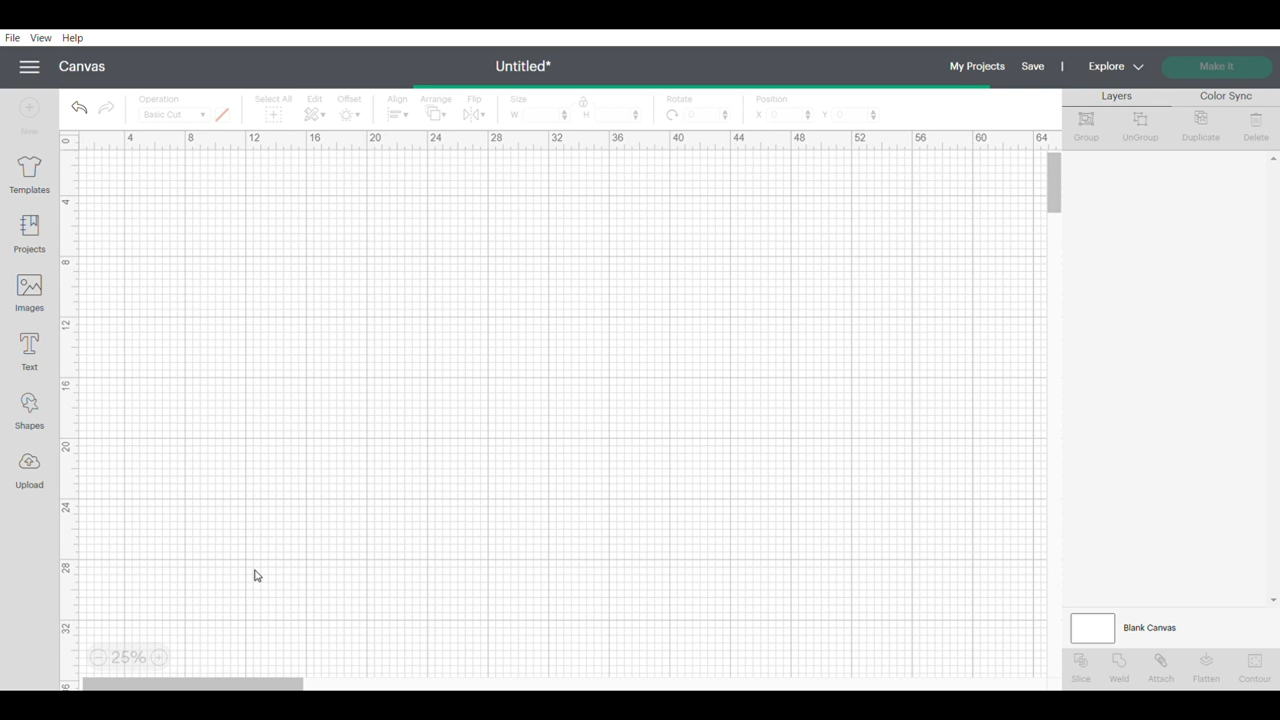 File View Help
Canvas Untitled* My Projects Save | Explore Make It
New
Templates
Projects
Images
Text
Shapes
Upload
Operation Select All Edit Offset Align Arrange Flip Size Rotate Position
Basic Cut W H 0 X 0 Y 0
Layers Color Sync
Group UnGroup Duplicate Delete
0 4 8 12 16 20 24 28 32 36 40 44 48 52 56 60 64
4
8
12
16
20
24
28
32
25%
Blank Canvas
Slice Weld Attach Flatten Contour